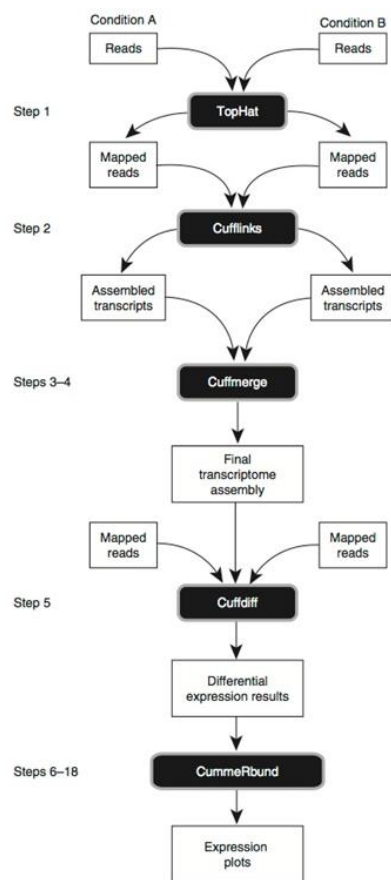 Condition A
Condition B
Reads
Reads
Step 1
TopHat
Mapped
reads
Mapped
reads
Step 2
Cufflinks
Assembled
transcripts
Assembled
transcripts
Steps 3–4
Cuffmerge
Final
transcriptome
assembly
Mapped
reads
Mapped
reads
Step 5
Cuffdiff
Differential
expression results
Steps 6–18
CummeRbund
Expression
plots